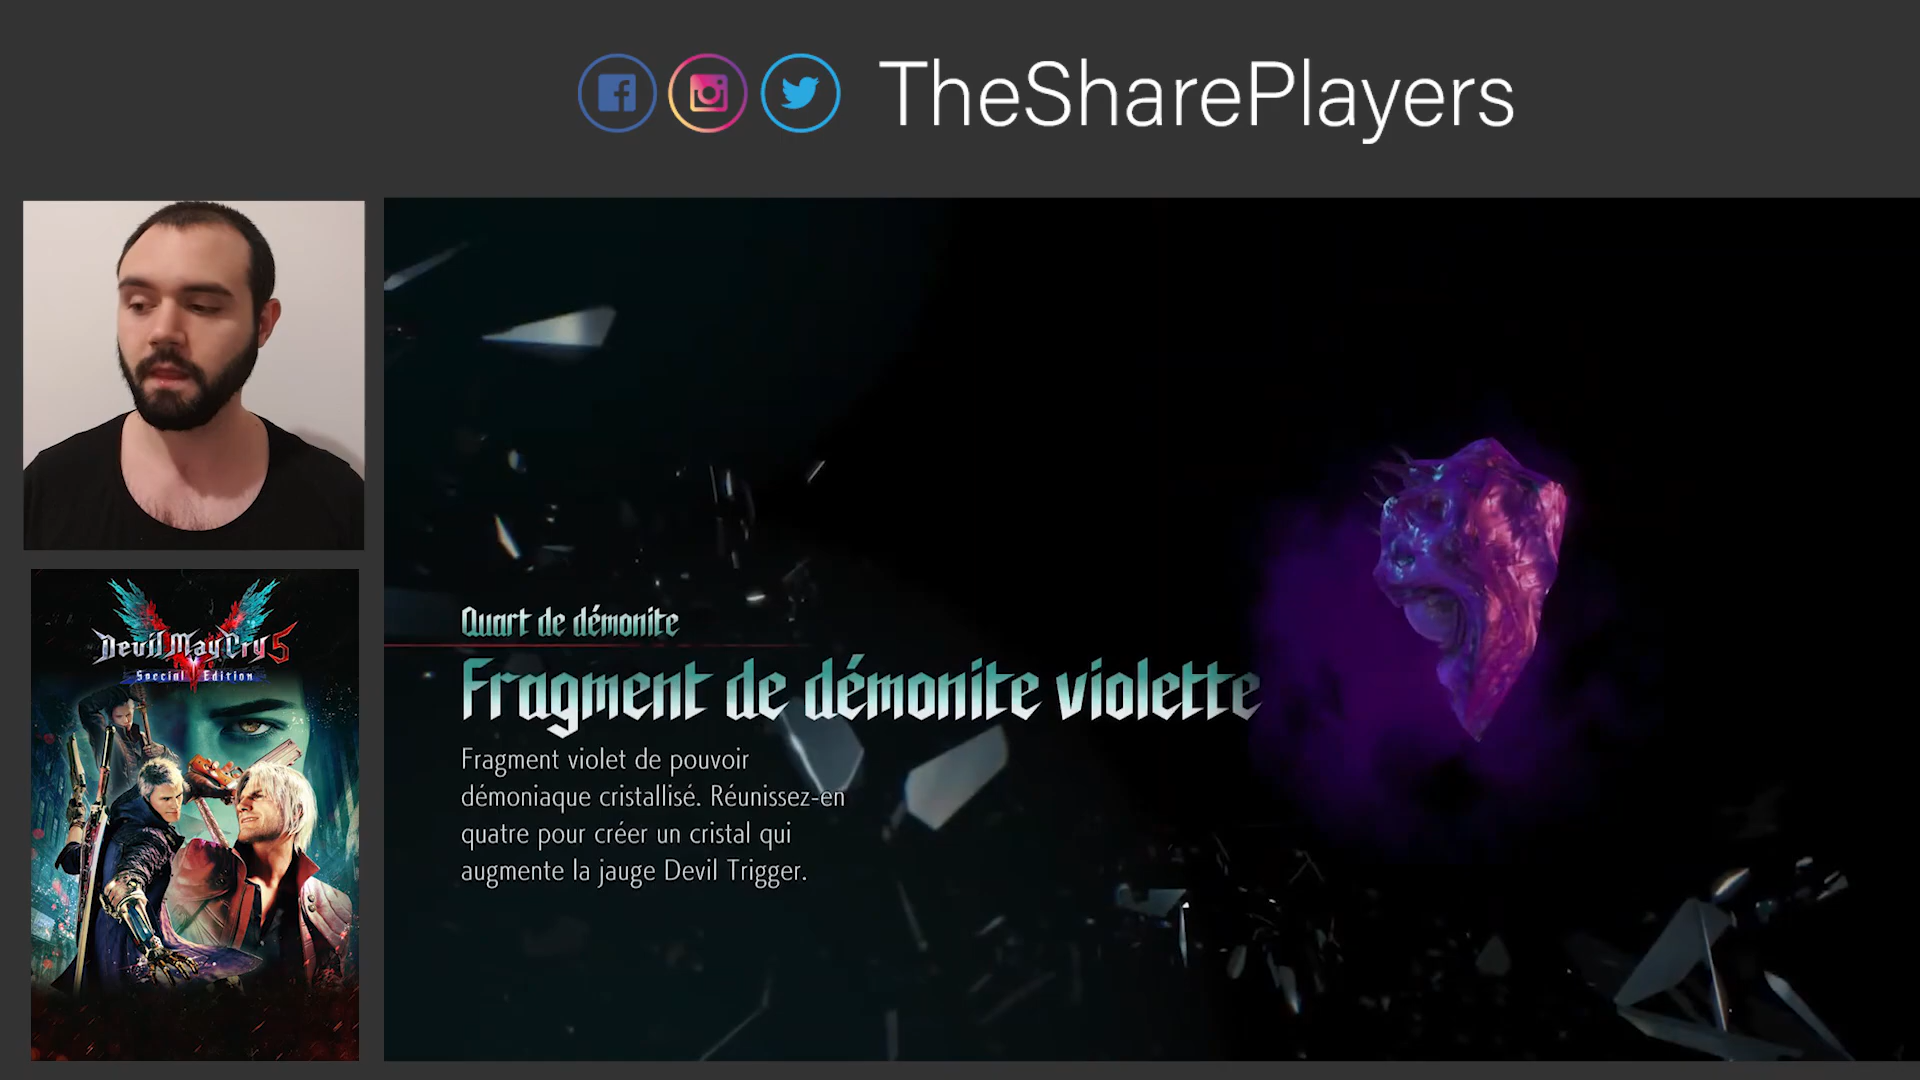 TheSharePlayers
Devil May Cry 5
Special Edition
Quart de démonite
Fragment de démonite violette
Fragment violet de pouvoir
démoniaque cristallisé. Réunissez-en
quatre pour créer un cristal qui
augmente la jauge Devil Trigger.